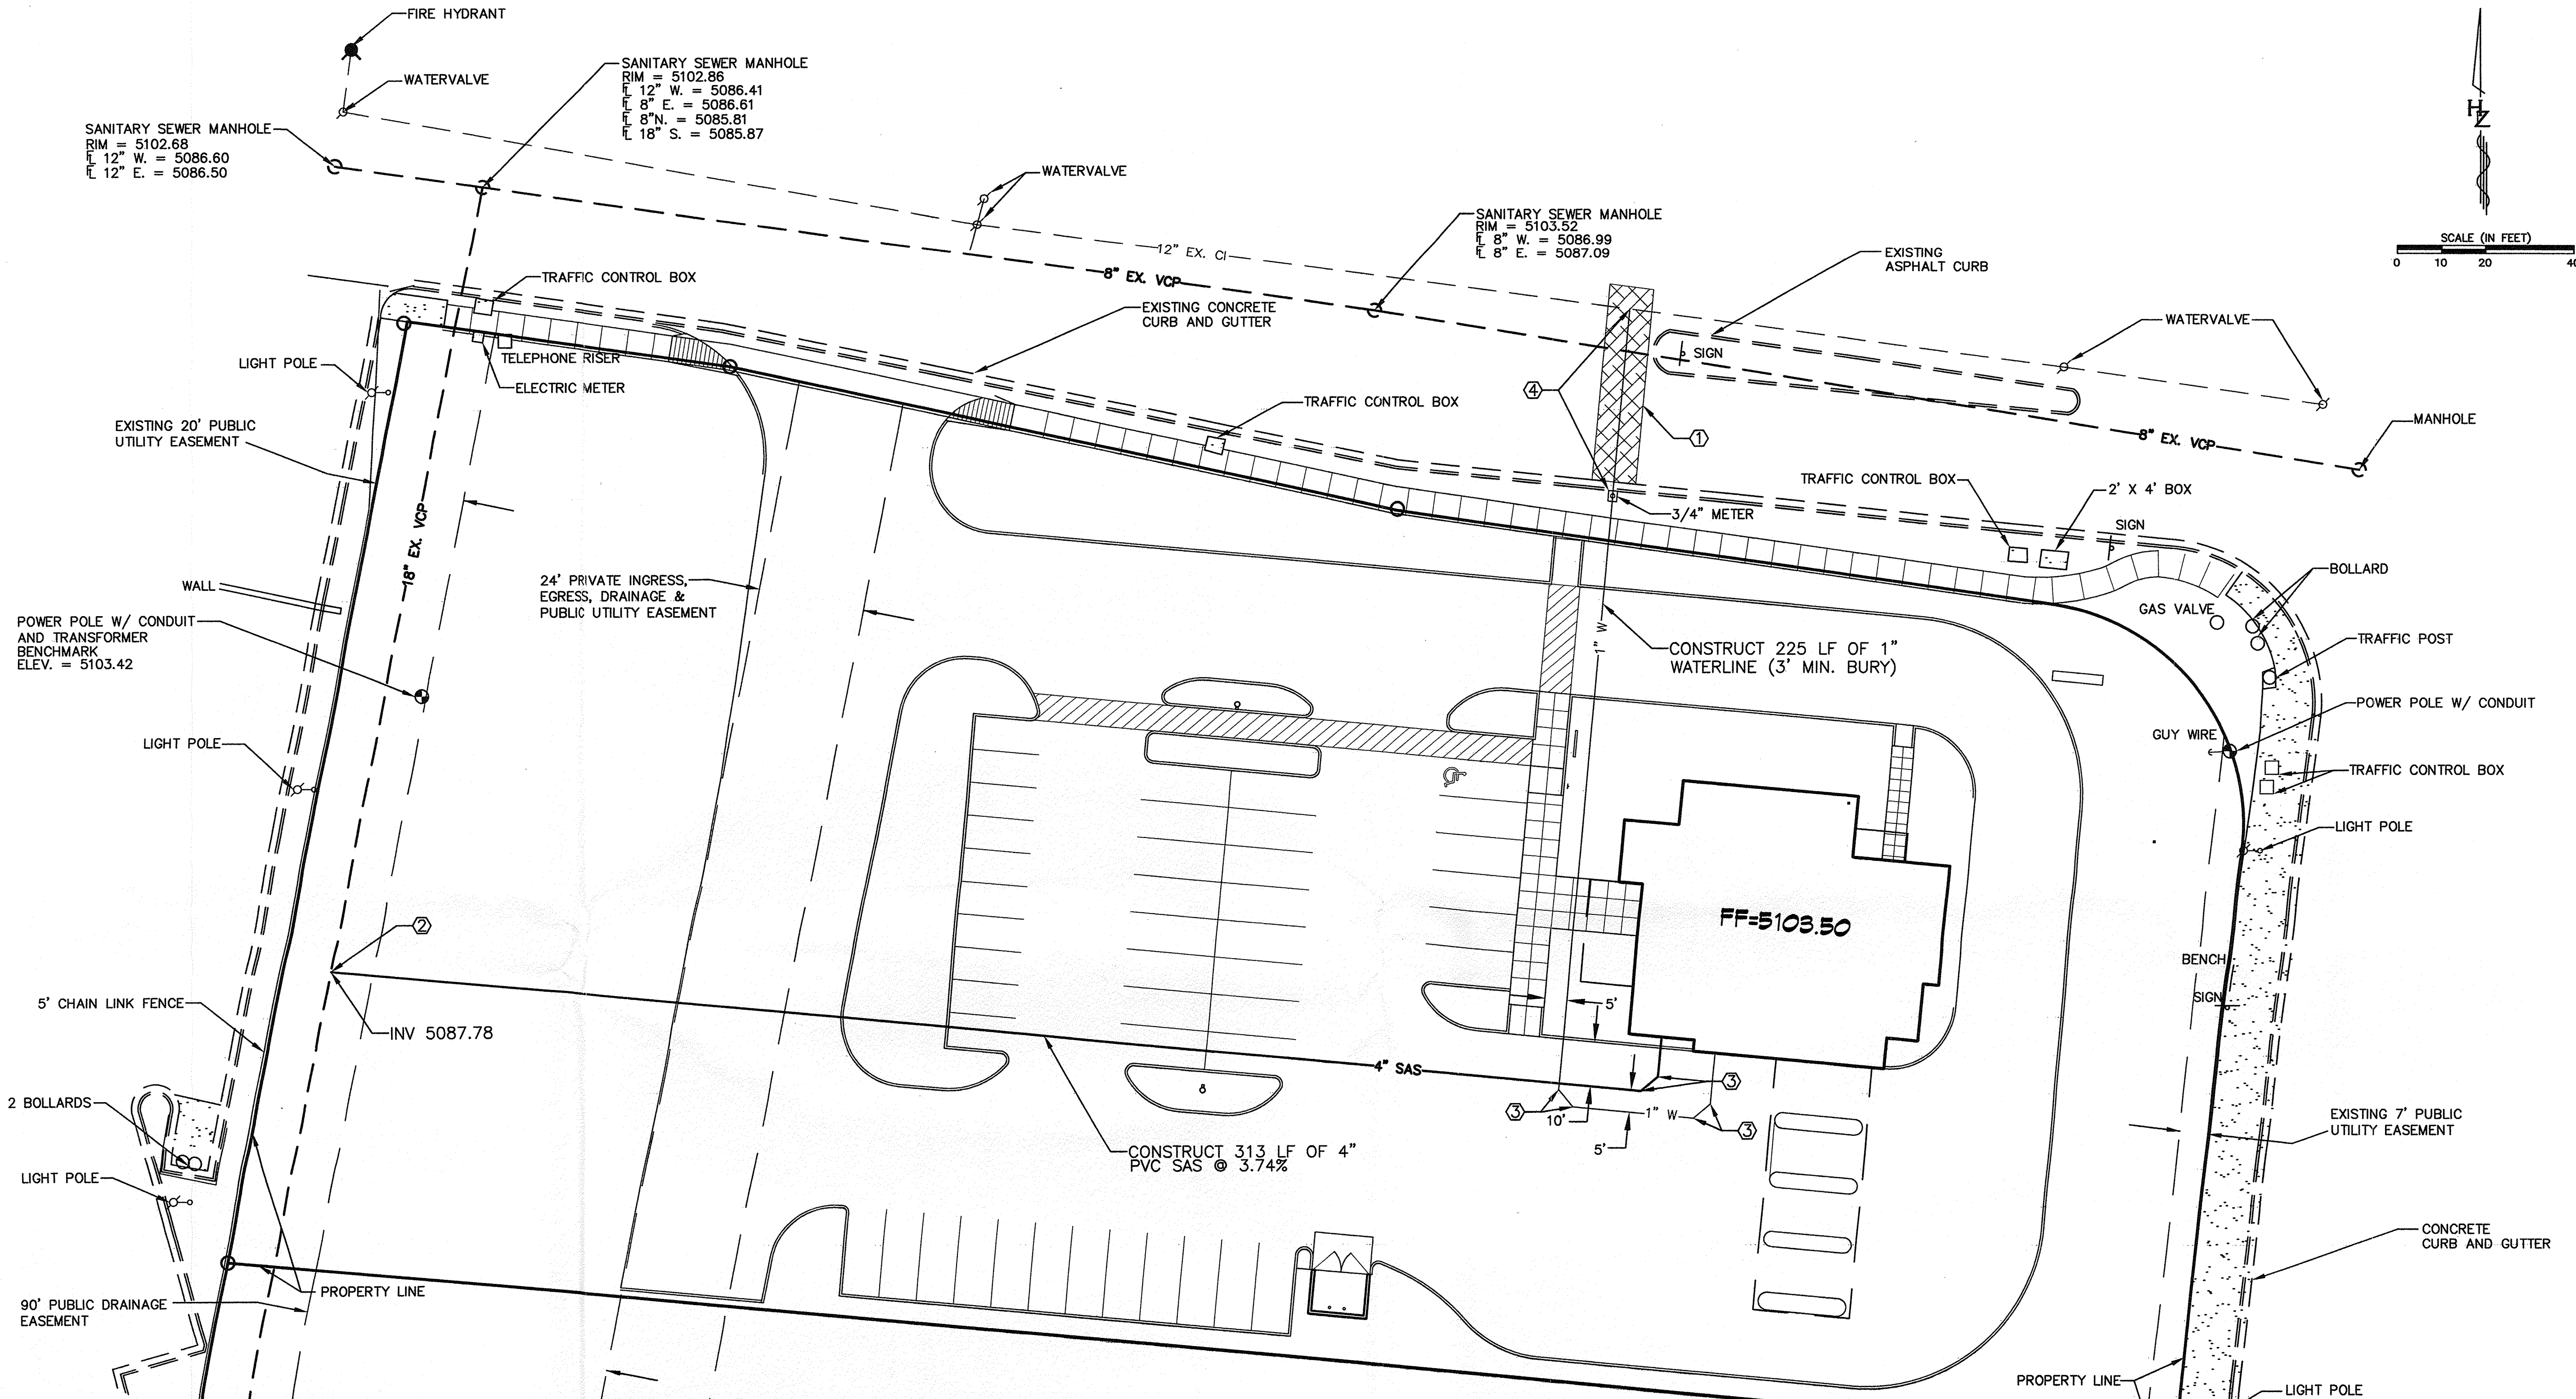 FIRE HYDRANT
WATERVALVE
SANITARY SEWER MANHOLE
RIM = 5102.86
FL 12" W. = 5086.41
FL 8" E. = 5086.61
FL 8"N. = 5085.81
FL 18" S. = 5085.87
SANITARY SEWER MANHOLE
RIM = 5102.68
FL 12" W. = 5086.60
FL 12" E. = 5086.50
WATERVALVE
12" EX. CI
8" EX. VCP
SANITARY SEWER MANHOLE
RIM = 5103.52
FL 8" W. = 5086.99
FL 8" E. = 5087.09
EXISTING
ASPHALT CURB
SCALE (IN FEET)
0 10 20 40
TRAFFIC CONTROL BOX
EXISTING CONCRETE
CURB AND GUTTER
WATERVALVE
SIGN
LIGHT POLE
TELEPHONE RISER
ELECTRIC METER
4
TRAFFIC CONTROL BOX
1
8" EX. VCP
MANHOLE
EXISTING 20' PUBLIC
UTILITY EASEMENT
TRAFFIC CONTROL BOX
2' X 4' BOX
3/4" METER
SIGN
18" EX. VCP
WALL
24' PRIVATE INGRESS,
EGRESS, DRAINAGE &
PUBLIC UTILITY EASEMENT
BOLLARD
GAS VALVE
TRAFFIC POST
POWER POLE W/ CONDUIT
AND TRANSFORMER
BENCHMARK
ELEV. = 5103.42
1" W
CONSTRUCT 225 LF OF 1"
WATERLINE (3' MIN. BURY)
POWER POLE W/ CONDUIT
GUY WIRE
LIGHT POLE
TRAFFIC CONTROL BOX
LIGHT POLE
2
FF=5103.50
BENCH
5' CHAIN LINK FENCE
INV 5087.78
5'
SIGN
4" SAS
3
2 BOLLARDS
3
10'
1" W
3
5'
CONSTRUCT 313 LF OF 4"
PVC SAS @ 3.74%
EXISTING 7' PUBLIC
UTILITY EASEMENT
LIGHT POLE
CONCRETE
CURB AND GUTTER
PROPERTY LINE
90' PUBLIC DRAINAGE
EASEMENT
PROPERTY LINE
LIGHT POLE